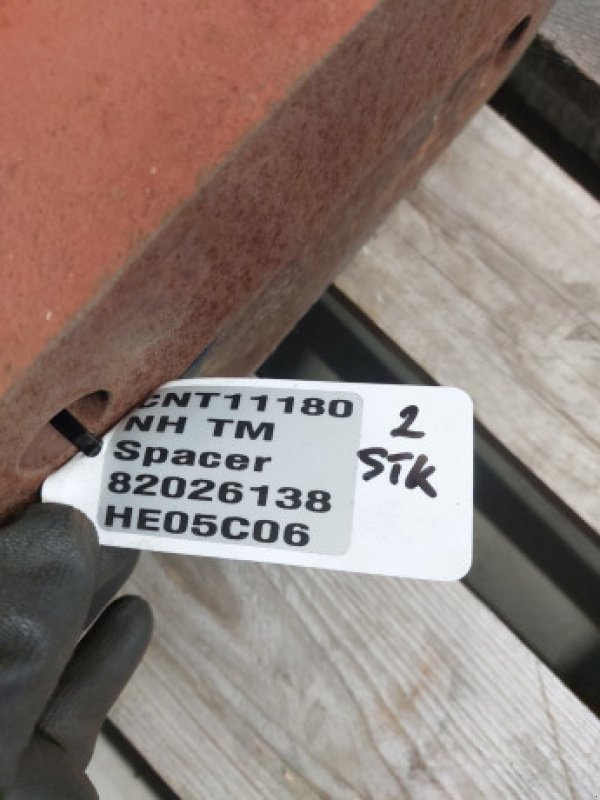 CNT11180
NH TM
Spacer
82026138
HE05C06
2
STK